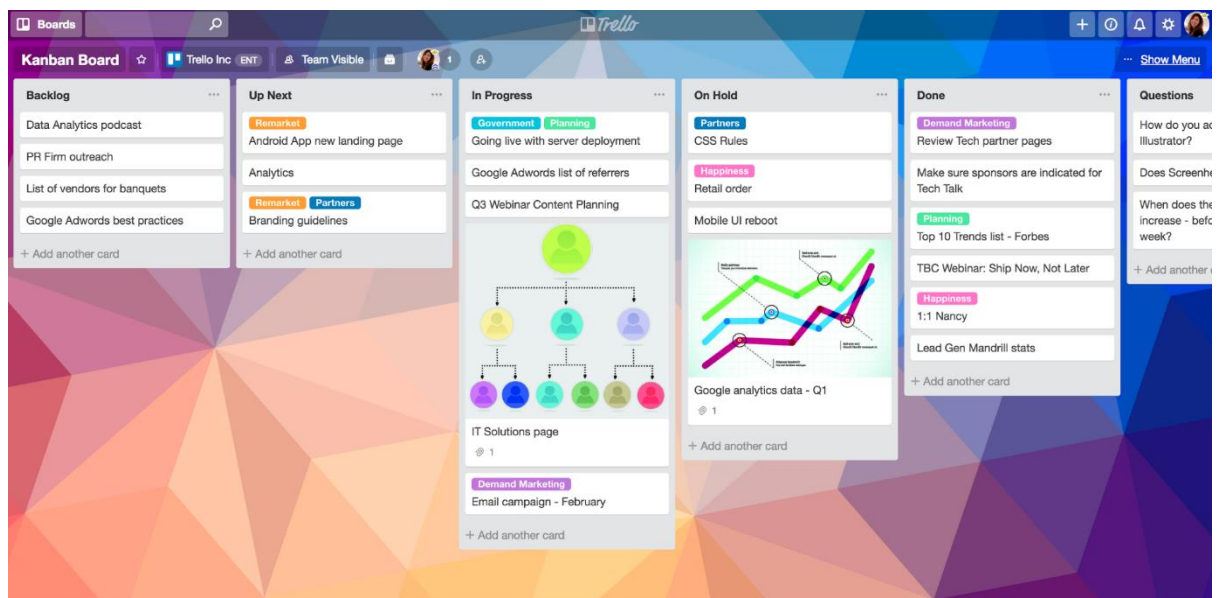 Boards
Trello
Kanban Board
Trello Inc
ENT
Team Visible
1
Show Menu
Backlog
Data Analytics podcast
PR Firm outreach
List of vendors for banquets
Google Adwords best practices
+ Add another card
Up Next
Remarket
Android App new landing page
Analytics
Remarket Partners
Branding guidelines
+ Add another card
In Progress
Government Planning
Going live with server deployment
Google Adwords list of referrers
Q3 Webinar Content Planning
IT Solutions page
1
Demand Marketing
Email campaign - February
+ Add another card
On Hold
Partners
CSS Rules
Happiness
Retail order
Mobile UI reboot
Google analytics data - Q1
1
+ Add another card
Done
Demand Marketing
Review Tech partner pages
Make sure sponsors are indicated for
Tech Talk
Planning
Top 10 Trends list - Forbes
TBC Webinar: Ship Now, Not Later
Happiness
1:1 Nancy
Lead Gen Mandrill stats
+ Add another card
Questions
How do you
Illustrator?
Does
When does the
increase -
week?
+ Add another